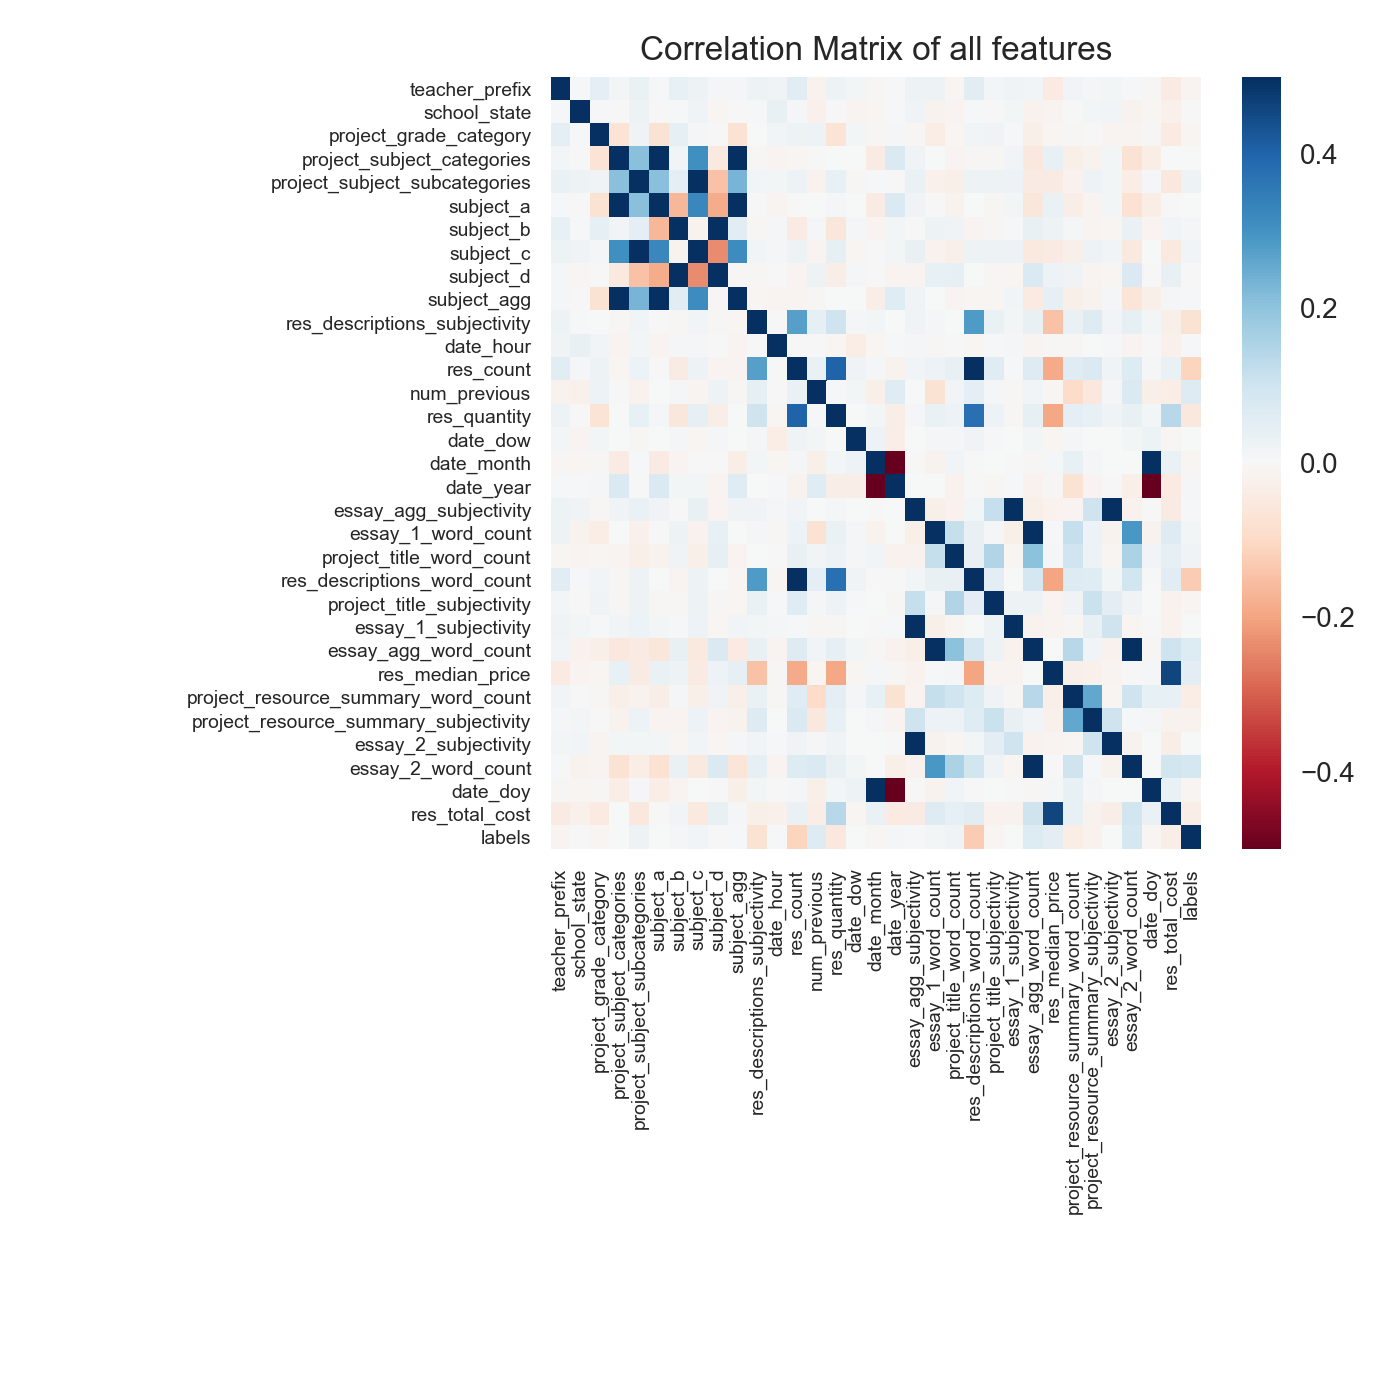 Correlation Matrix of all features
teacher_prefix
school_state
project_grade_category
project_subject_categories
project_subject_subcategories
subject_a
subject_b
subject_c
subject_d
subject_agg
res_descriptions_subjectivity
date_hour
res_count
num_previous
res_quantity
date_dow
date_month
date_year
essay_agg_subjectivity
essay_1_word_count
project_title_word_count
res_descriptions_word_count
project_title_subjectivity
essay_1_subjectivity
essay_agg_word_count
res_median_price
project_resource_summary_word_count
project_resource_summary_subjectivity
essay_2_subjectivity
essay_2_word_count
date_doy
res_total_cost
labels
teacher_prefix
school_state
project_grade_category
project_subject_categories
project_subject_subcategories
subject_a
subject_b
subject_c
subject_d
subject_agg
res_descriptions_subjectivity
date_hour
res_count
num_previous
res_quantity
date_dow
date_month
date_year
essay_agg_subjectivity
essay_1_word_count
project_title_word_count
res_descriptions_word_count
project_title_subjectivity
essay_1_subjectivity
essay_agg_word_count
res_median_price
project_resource_summary_word_count
project_resource_summary_subjectivity
essay_2_subjectivity
essay_2_word_count
date_doy
res_total_cost
labels
0.4
0.2
0.0
−0.2
−0.4